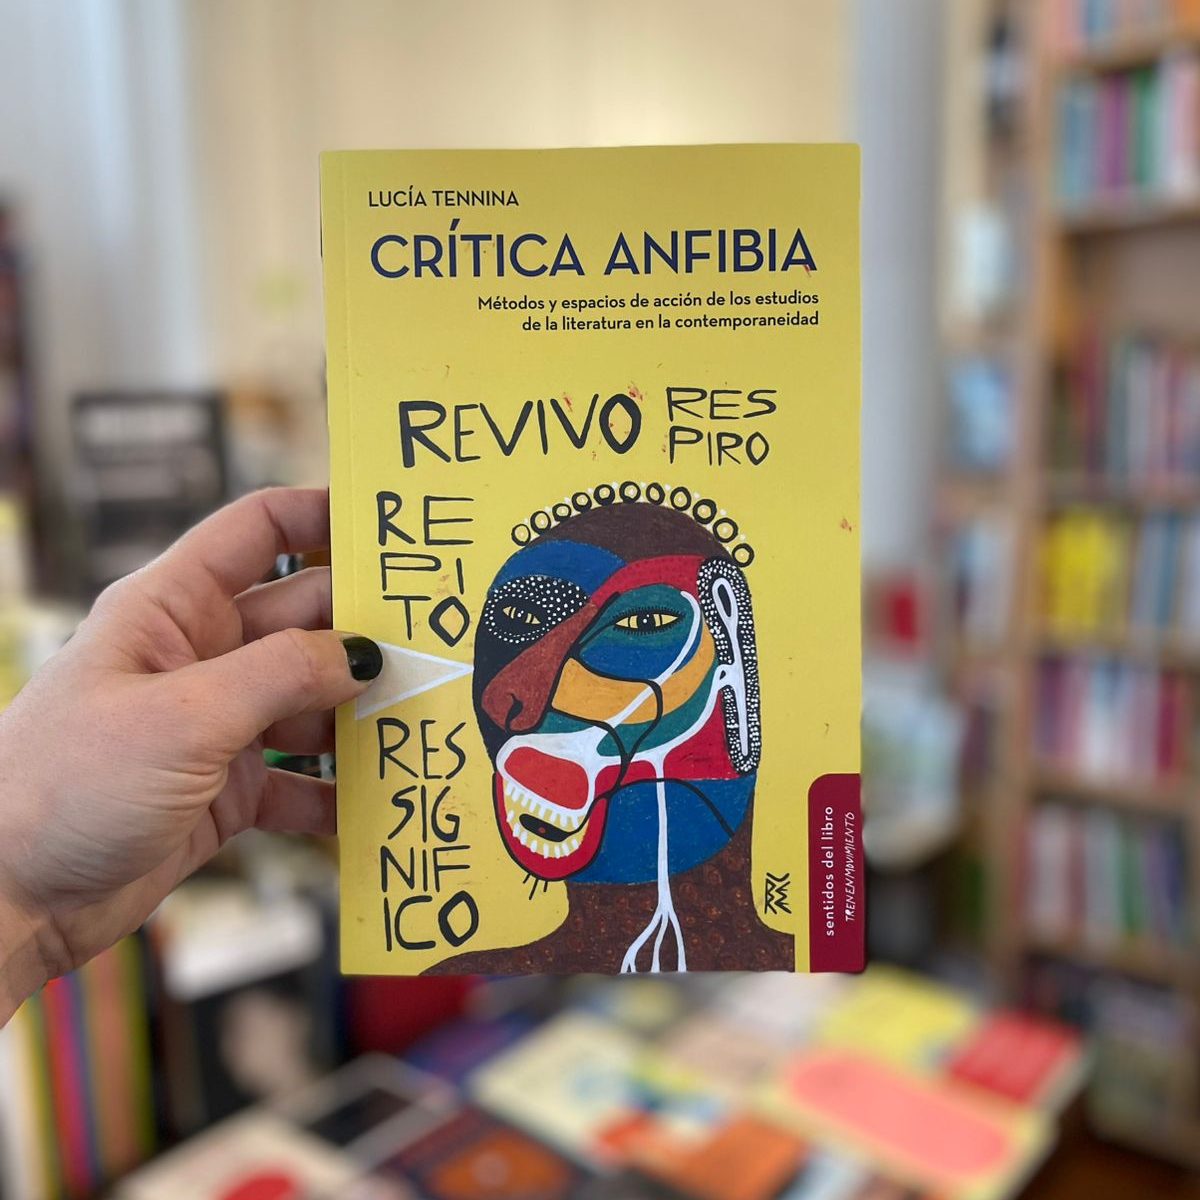 LUCÍA TENNINA
CRÍTICA ANFIBIA
Métodos y espacios de acción de los estudios
de la literatura en la contemporaneidad
REVIVO
RES
PIRO
RE
PI
TO
RES
SIG
NIF
ICO
sentidos del libro
TRENENMOVIMIENTO